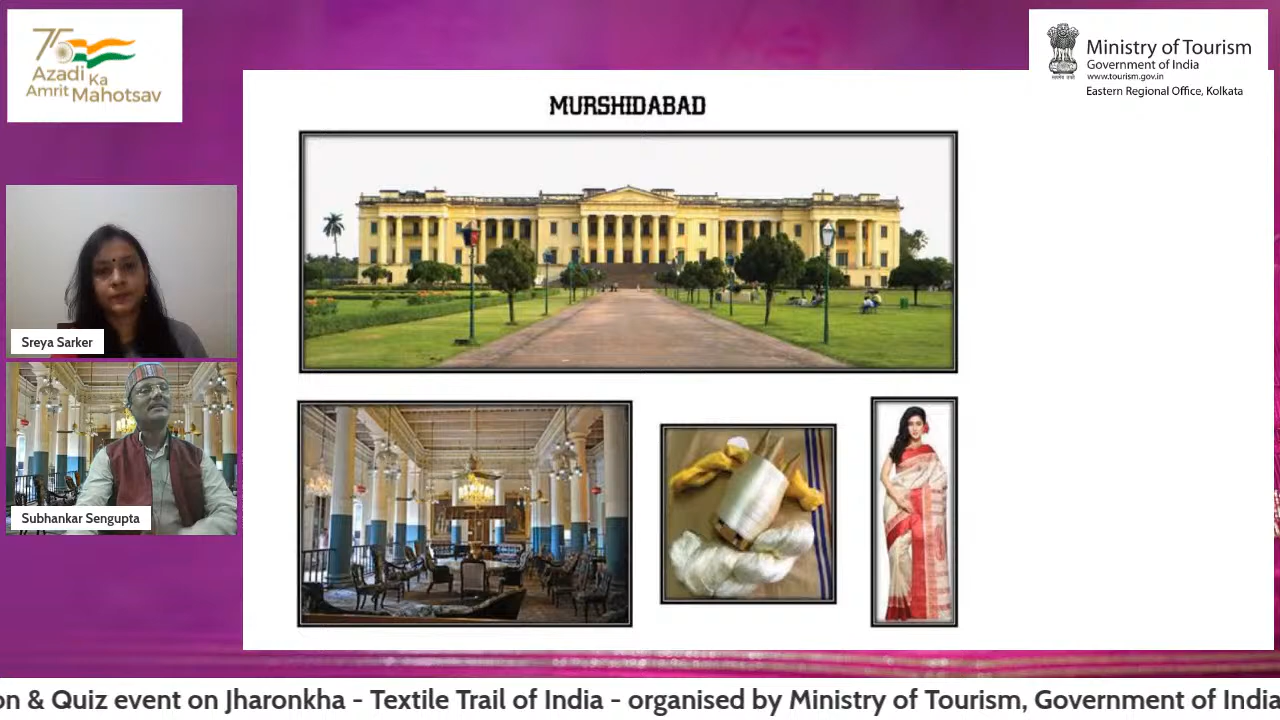 75
Azadi Ka
Amrit Mahotsav
Ministry of Tourism
Government of India
www.tourism.gov.in
Eastern Regional Office, Kolkata
MURSHIDABAD
Sreya Sarker
Subhankar Sengupta
on & Quiz event on Jharonkha - Textile Trail of India - organised by Ministry of Tourism, Government of India